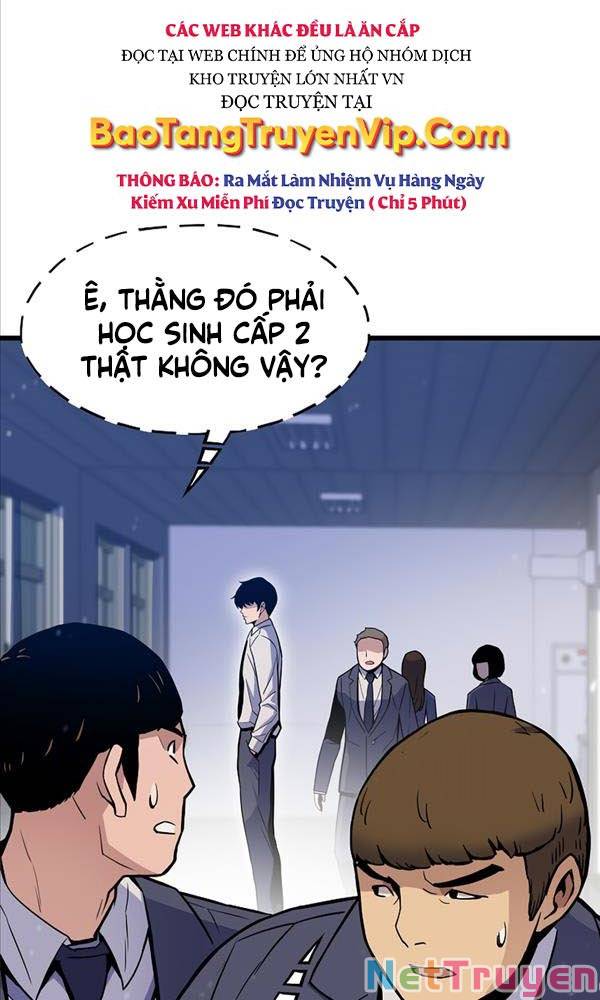 CÁC WEB KHÁC ĐỀU LÀ ĂN CẮP
ĐỌC TẠI WEB CHÍNH ĐỂ ỦNG HỘ NHÓM DỊCH
KHO TRUYỆN LỚN NHẤT VN
ĐỌC TRUYỆN TẠI
BaoTangTruyenVip.Com
THÔNG BÁO: Ra Mắt Làm Nhiệm Vụ Hàng Ngày
Kiếm Xu Miễn Phí Đọc Truyện ( Chỉ 5 Phút)
Ê, THẰNG ĐÓ PHẢI
HỌC SINH CẤP 2
THẬT KHÔNG VẬY?
NetTruyen